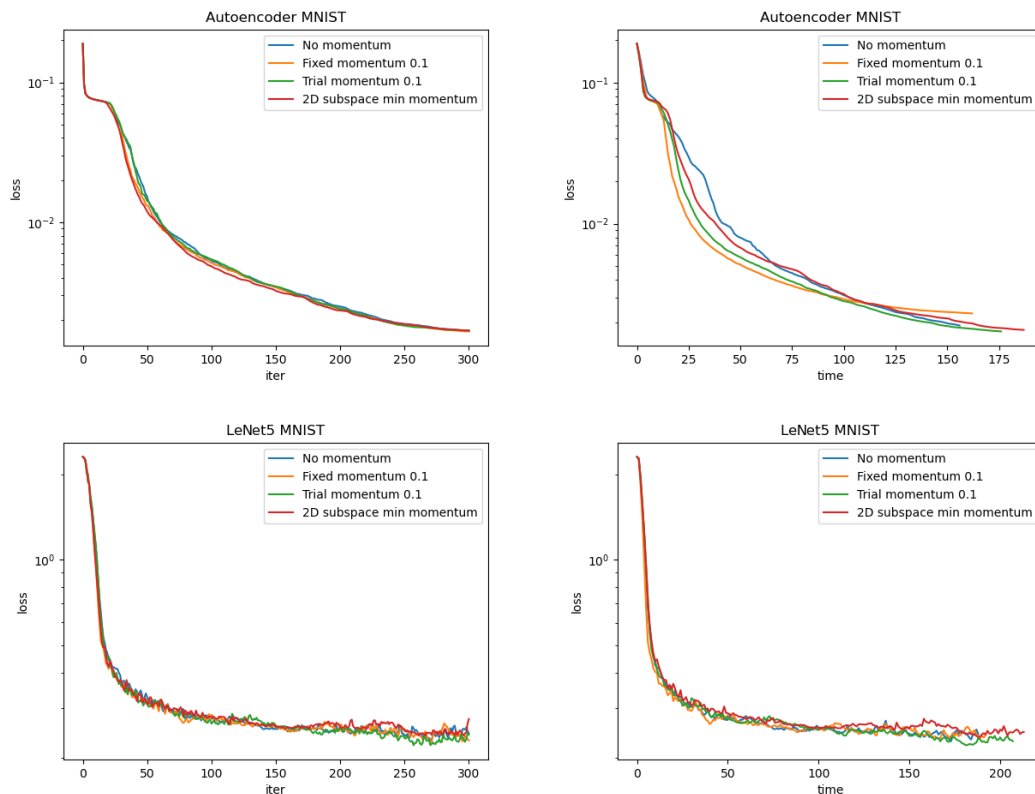 Autoencoder MNIST
No momentum
Fixed momentum 0.1
Trial momentum 0.1
2D subspace min momentum
10⁻¹
10⁻²
loss
0 50 100 150 200 250 300
iter
Autoencoder MNIST
No momentum
Fixed momentum 0.1
Trial momentum 0.1
2D subspace min momentum
10⁻¹
10⁻²
loss
0 25 50 75 100 125 150 175
time
LeNet5 MNIST
No momentum
Fixed momentum 0.1
Trial momentum 0.1
2D subspace min momentum
10⁰
loss
0 50 100 150 200 250 300
iter
LeNet5 MNIST
No momentum
Fixed momentum 0.1
Trial momentum 0.1
2D subspace min momentum
10⁰
loss
0 50 100 150 200
time